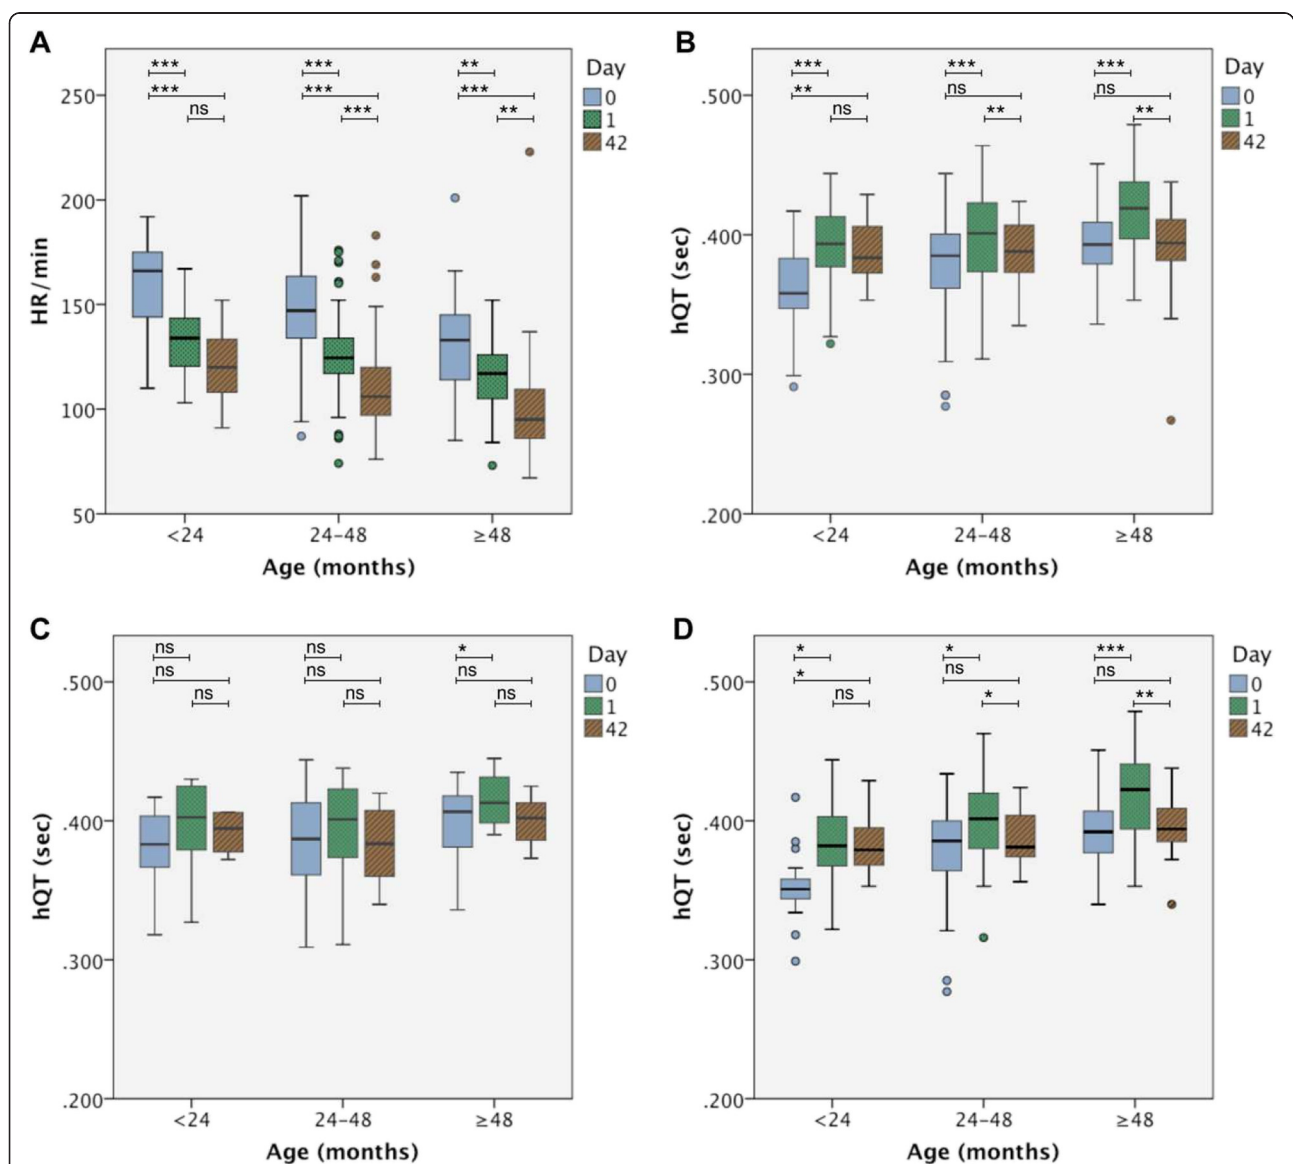 A
*** *** **
*** *** ***
ns *** **
Day
0
1
42
250
200
150
100
50
HR/min
<24 24–48 ≥48
Age (months)
B
*** *** ***
** ns ns
ns ** **
Day
0
1
42
.500
.400
.300
.200
hQT (sec)
<24 24–48 ≥48
Age (months)
C
ns ns *
ns ns ns
ns ns ns
Day
0
1
42
.500
.400
.300
.200
hQT (sec)
<24 24–48 ≥48
Age (months)
D
* * ***
* ns ns
ns * **
Day
0
1
42
.500
.400
.300
.200
hQT (sec)
<24 24–48 ≥48
Age (months)